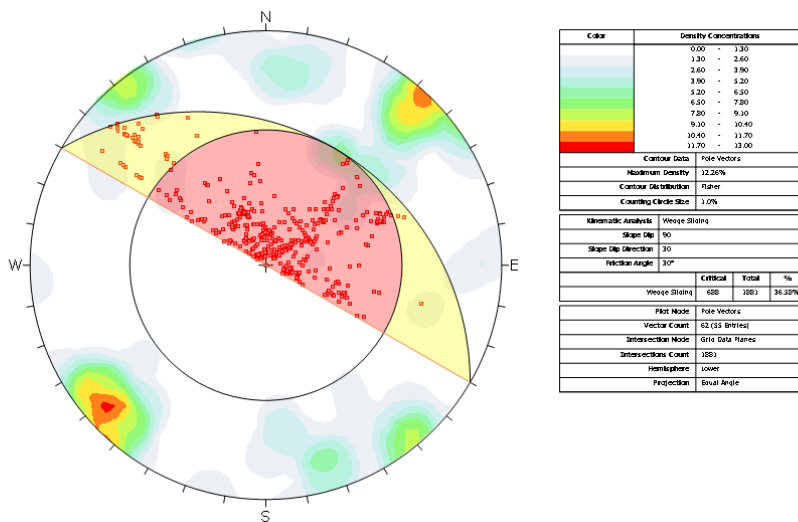 N
W
E
S
Color Density Concentrations
0.00 - 1.30
1.30 - 2.60
2.60 - 3.90
3.90 - 5.20
5.20 - 6.50
6.50 - 7.80
7.80 - 9.10
9.10 - 10.40
10.40 - 11.70
11.70 - 13.00
Contour Data Pole Vectors
Maximum Density 12.26%
Contour Distribution Fisher
Counting Circle Size 1.0%
Kinematic Analysis Wedge Sliding
Slope Dip 90
Slope Dip Direction 30
Friction Angle 30°
Critical Total %
Wedge Sliding 688 1881 36.58%
Plot Mode Pole Vectors
Vector Count 62 (55 Entries)
Intersection Mode Grid Data Planes
Intersections Count 1881
Hemisphere Lower
Projection Equal Angle